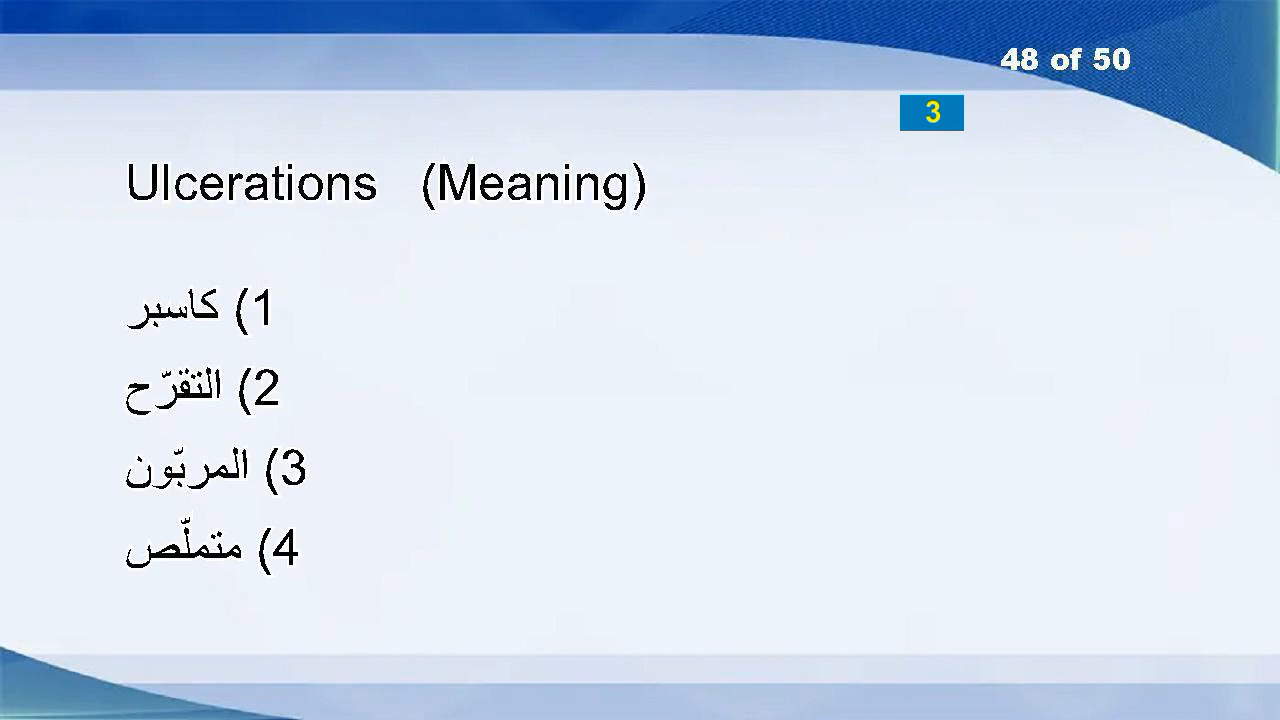 48 of 50
3
Ulcerations (Meaning)
1) كاسبر
2) التقرّح
3) المربّون
4) متملّص